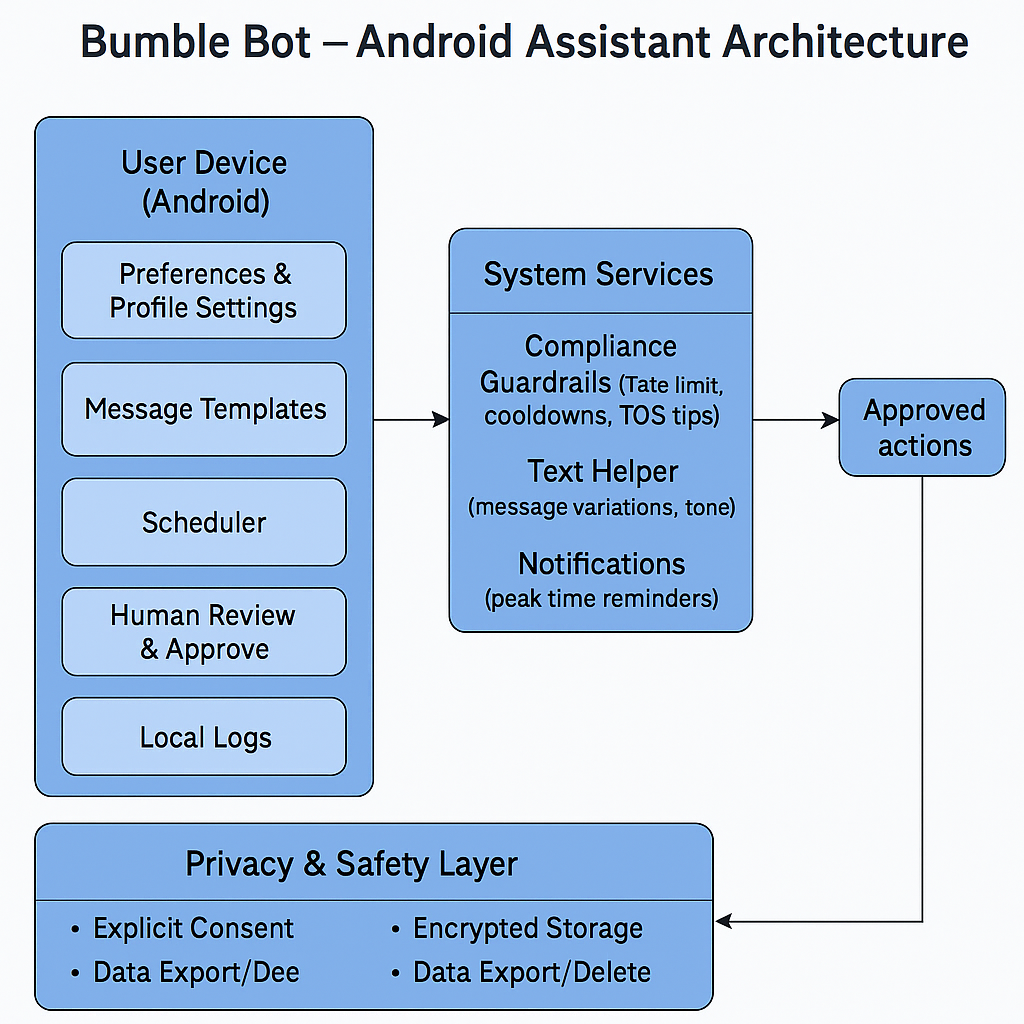 Bumble Bot – Android Assistant Architecture
User Device
(Android)
Preferences &
Profile Settings
Message Templates
Scheduler
Human Review
& Approve
Local Logs
System Services
Compliance
Guardrails (Tate limit,
cooldowns, TOS tips)
Text Helper
(message variations, tone)
Notifications
(peak time reminders)
Approved
actions
Privacy & Safety Layer
• Explicit Consent
• Data Export/Dee
• Encrypted Storage
• Data Export/Delete